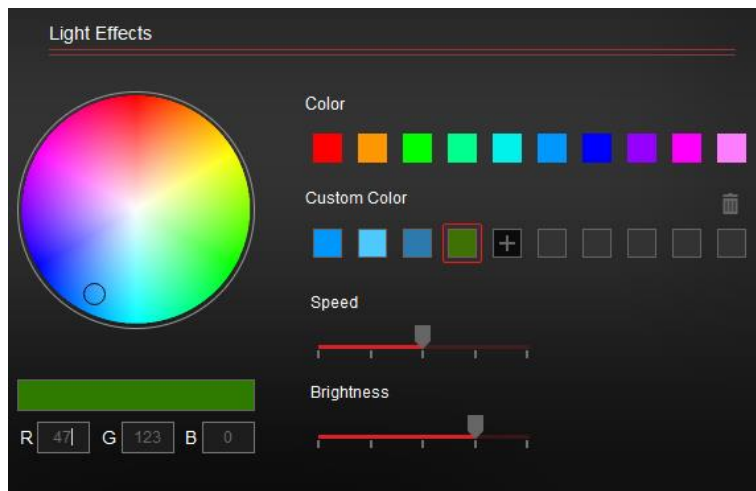 Light Effects
Color
Custom Color
Speed
Brightness
R 47 G 123 B 0